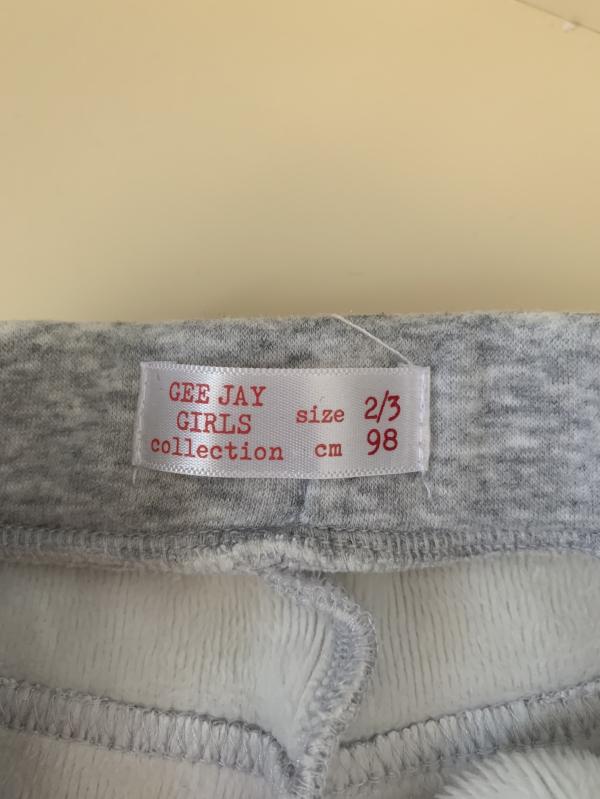 GEE JAY
GIRLS
collection
size 2/3
cm 98